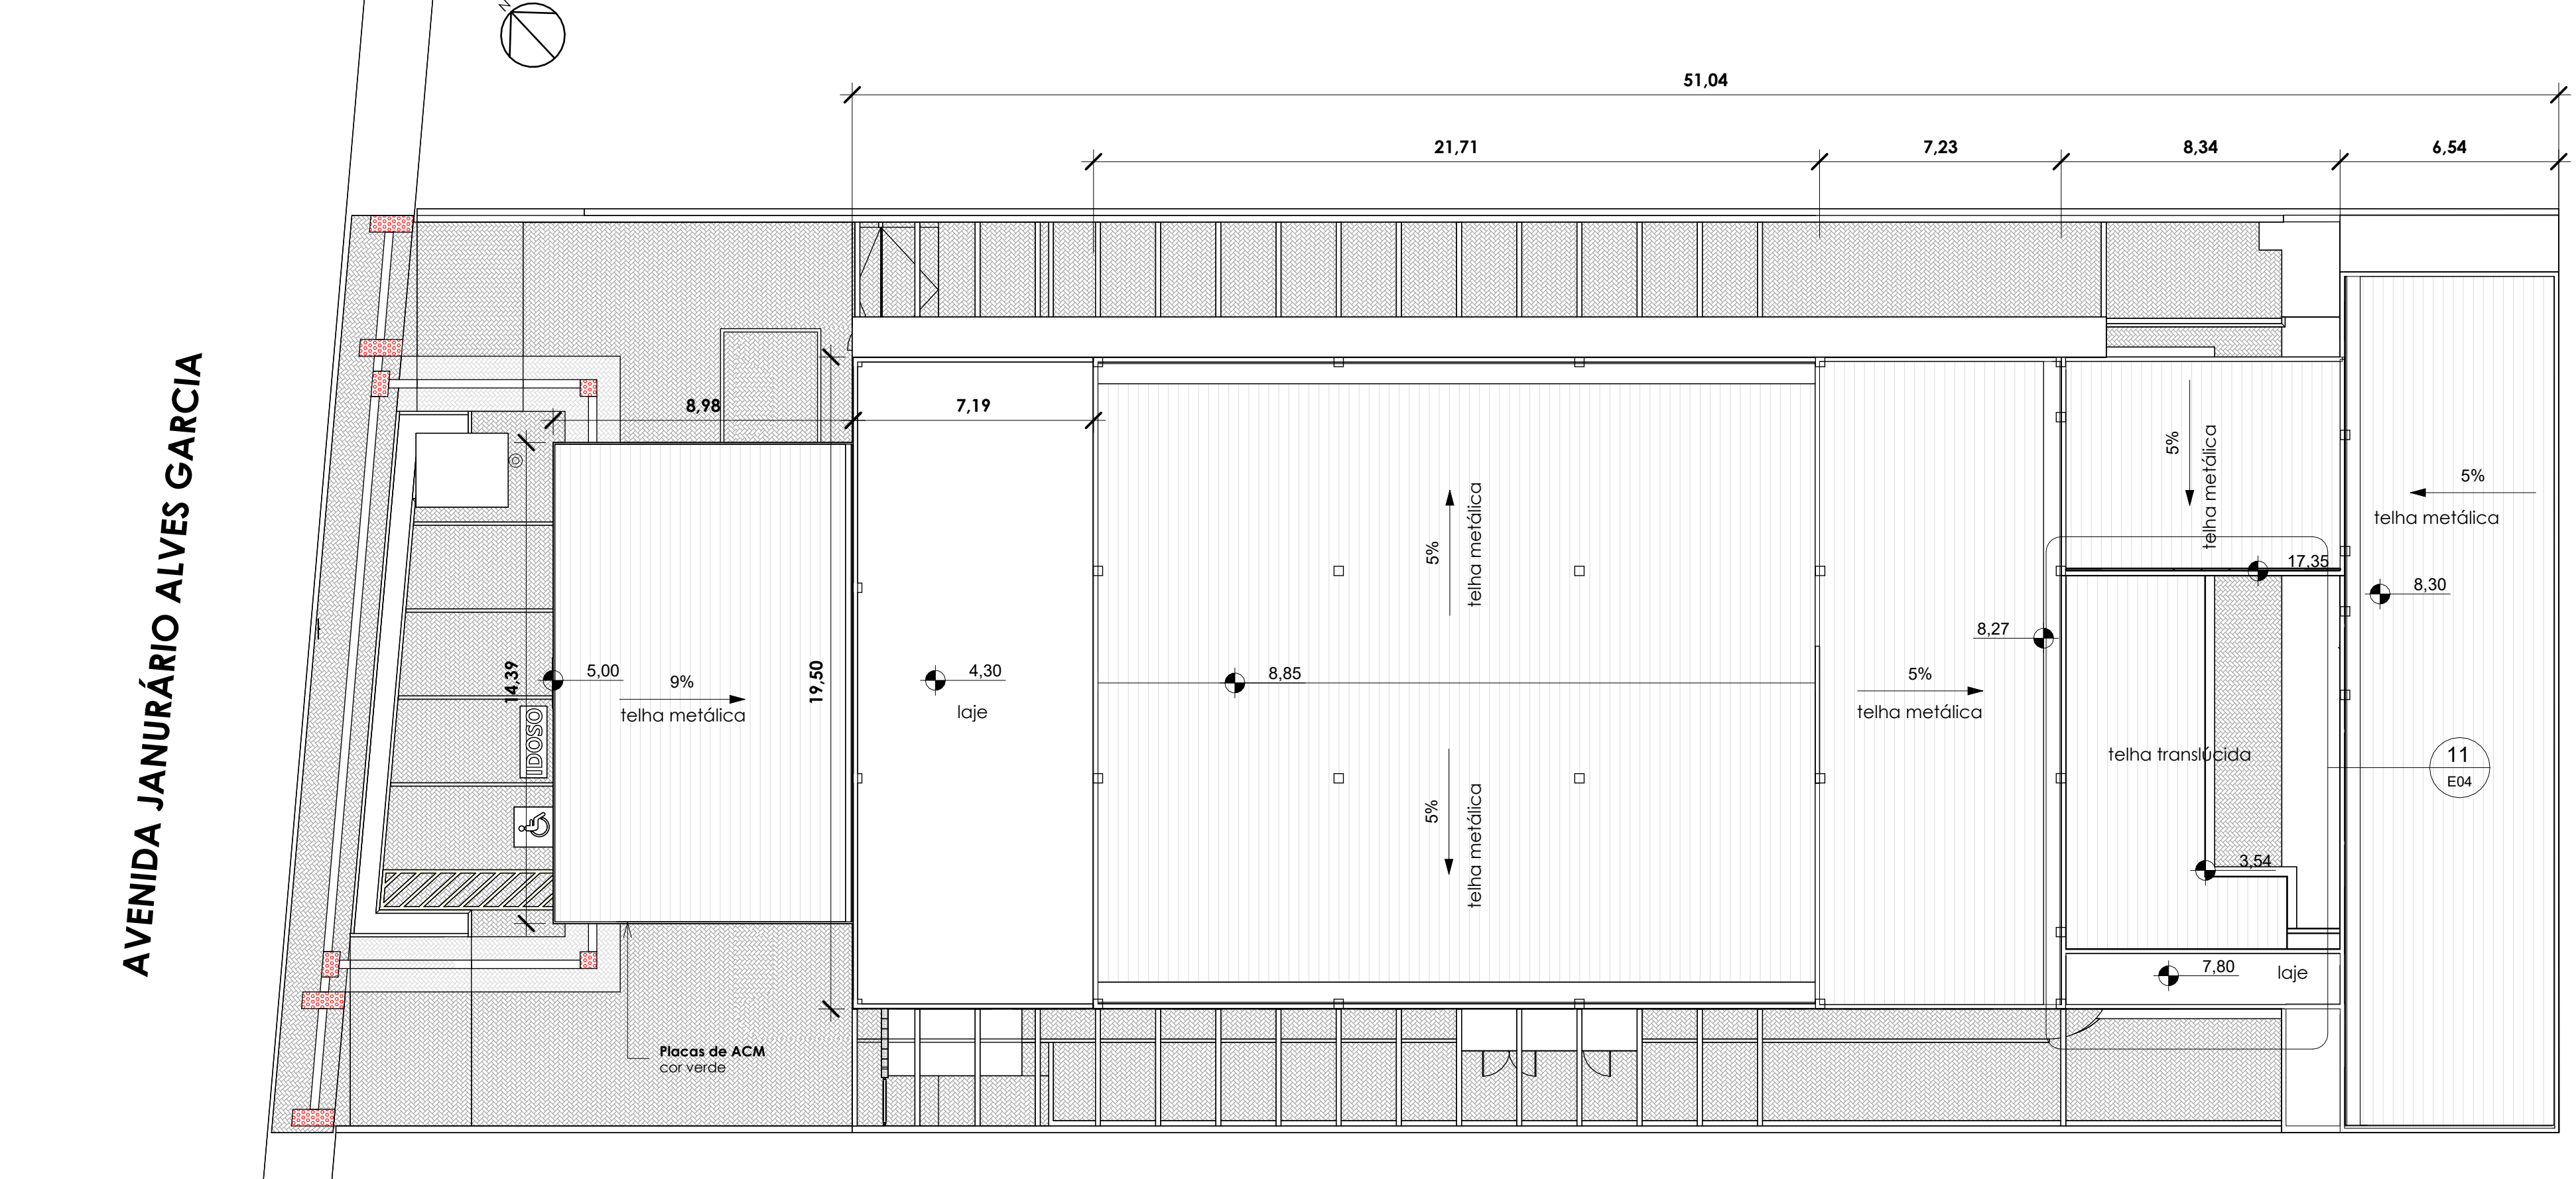 N
51,04
21,71
7,23
8,34
6,54
AVENIDA JANURÁRIO ALVES GARCIA
8,98
7,19
14,39
19,50
5,00
9%
telha metálica
IDOSO
4,30
laje
8,85
5%
telha metálica
5%
telha metálica
8,27
5%
telha metálica
5%
telha metálica
17,35
5%
telha metálica
8,30
telha translúcida
3,54
7,80
laje
11
E04
Placas de ACM
cor verde